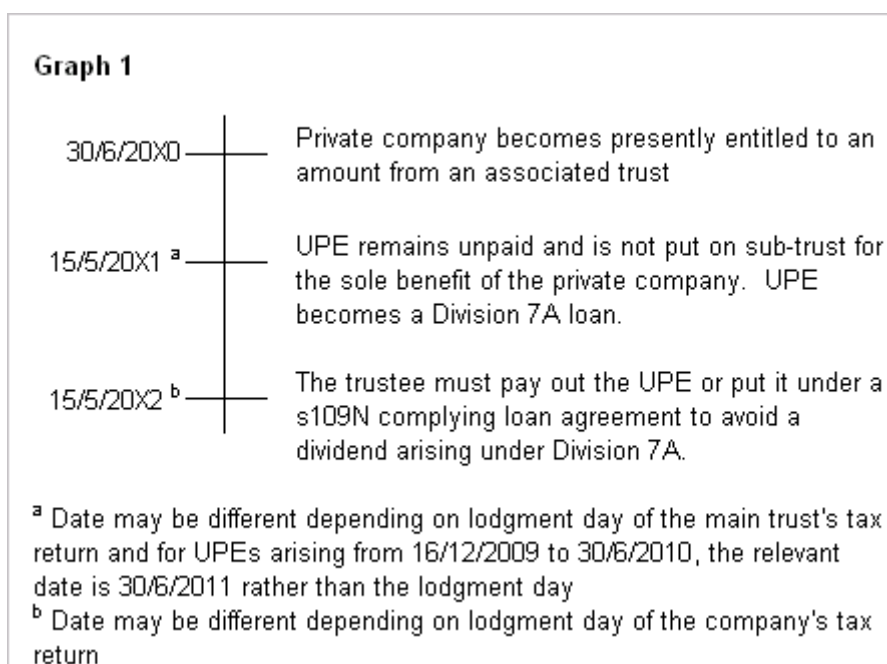 Graph 1
30/6/20X0
Private company becomes presently entitled to an
amount from an associated trust
15/5/20X1 a
UPE remains unpaid and is not put on sub-trust for
the sole benefit of the private company.  UPE
becomes a Division 7A loan.
15/5/20X2 b
The trustee must pay out the UPE or put it under a
s109N complying loan agreement to avoid a
dividend arising under Division 7A.
a Date may be different depending on lodgment day of the main trust's tax
return and for UPEs arising from 16/12/2009 to 30/6/2010, the relevant
date is 30/6/2011 rather than the lodgment day
b Date may be different depending on lodgment day of the company's tax
return